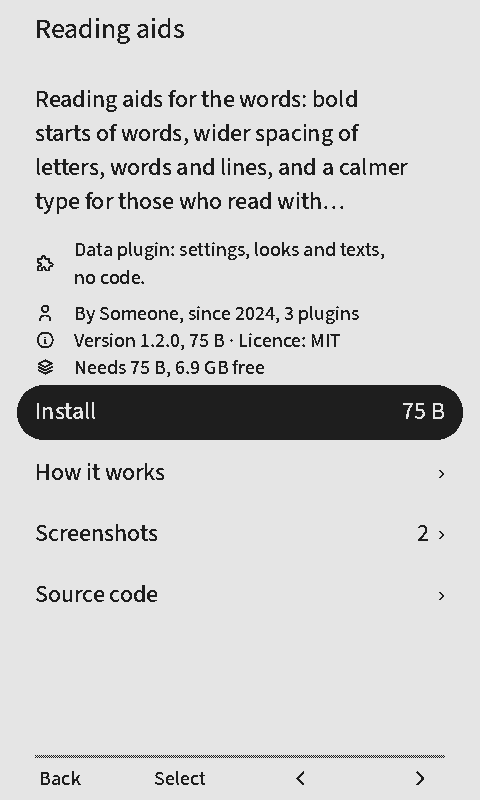 Reading aids
Reading aids for the words: bold
starts of words, wider spacing of
letters, words and lines, and a calmer
type for those who read with…
Data plugin: settings, looks and texts,
no code.
By Someone, since 2024, 3 plugins
Version 1.2.0, 75 B · Licence: MIT
Needs 75 B, 6.9 GB free
Install 75 B
How it works ›
Screenshots 2 ›
Source code ›
Back Select ‹ ›